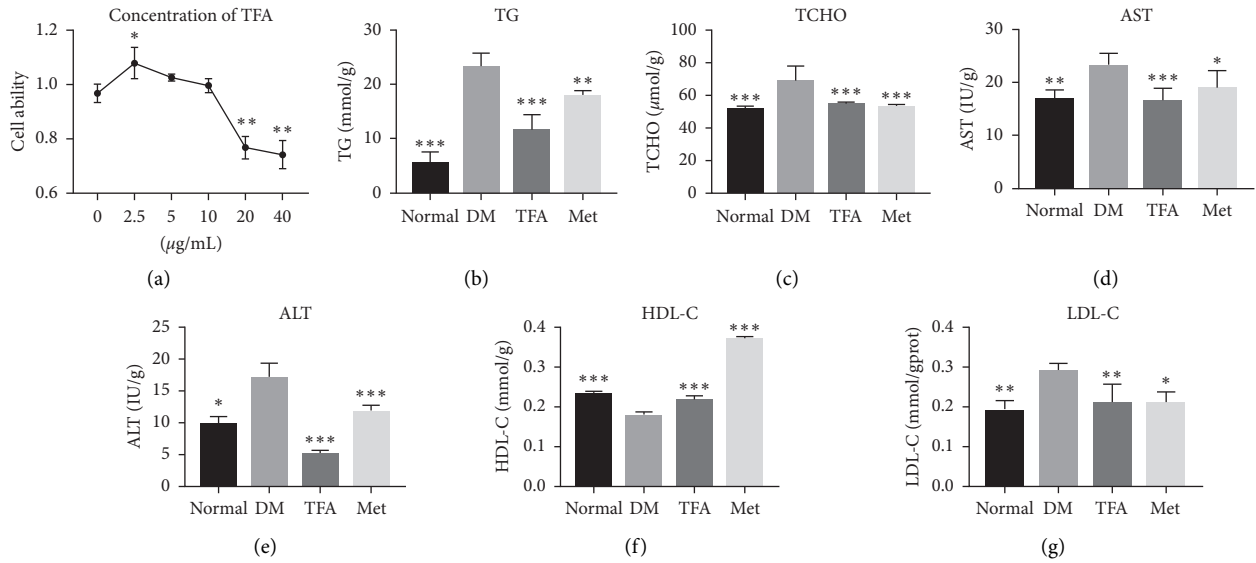 Concentration of TFA
1.2
1.0
0.8
0.6
Cell ability
*
**
**
0 2.5 5 10 20 40
(μg/mL)
(a)
TG
30
20
10
0
TG (mmol/g)
***
***
**
Normal DM TFA Met
(b)
TCHO
100
80
60
40
20
0
TCHO (μmol/g)
*** *** ***
Normal DM TFA Met
(c)
AST
30
20
10
0
AST (IU/g)
** *** *
Normal DM TFA Met
(d)
ALT
25
20
15
10
5
0
ALT (IU/g)
*
***
***
Normal DM TFA Met
(e)
HDL-C
0.4
0.3
0.2
0.1
0.0
HDL-C (mmol/g)
***
***
***
Normal DM TFA Met
(f)
LDL-C
0.4
0.3
0.2
0.1
0.0
LDL-C (mmol/gprot)
** ** *
Normal DM TFA Met
(g)